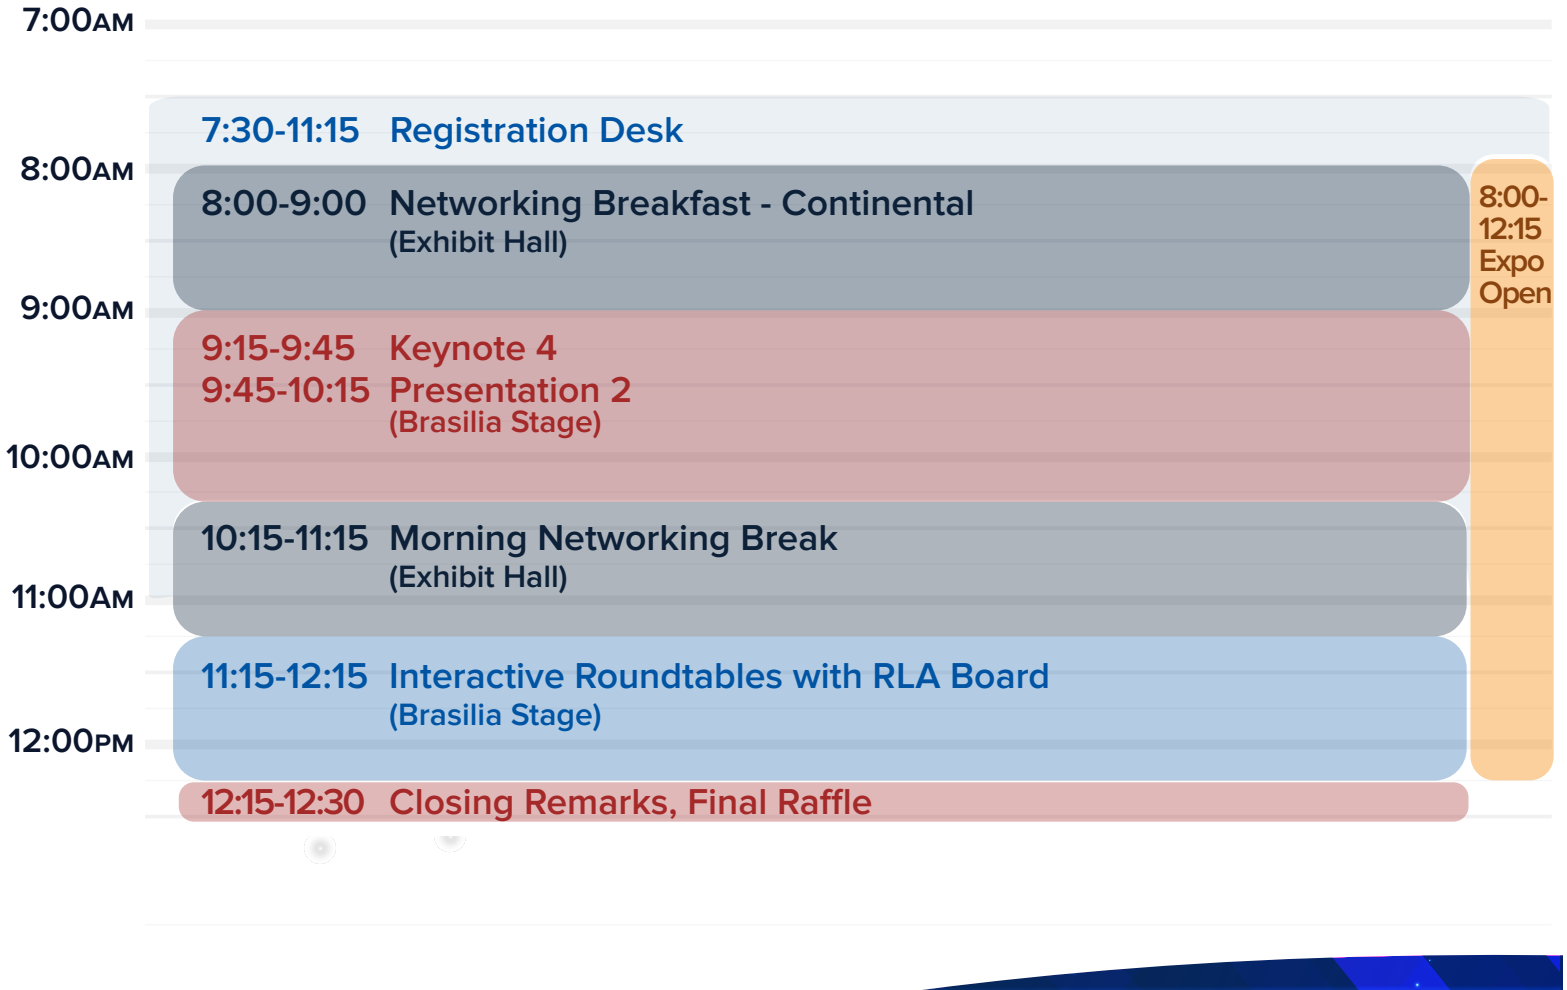 7:00AM
7:30-11:15 Registration Desk
8:00AM
8:00-9:00 Networking Breakfast - Continental
(Exhibit Hall)
8:00-
12:15
Expo
Open
9:00AM
9:15-9:45 Keynote 4
9:45-10:15 Presentation 2
(Brasilia Stage)
10:00AM
10:15-11:15 Morning Networking Break
(Exhibit Hall)
11:00AM
11:15-12:15 Interactive Roundtables with RLA Board
(Brasilia Stage)
12:00PM
12:15-12:30 Closing Remarks, Final Raffle